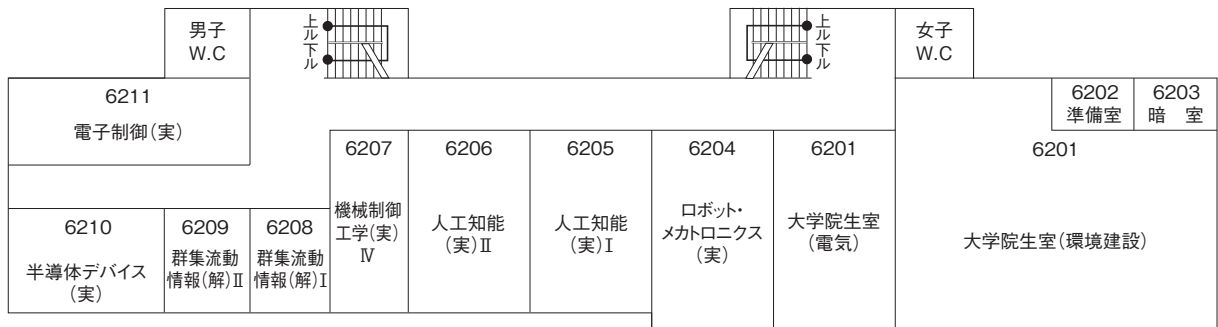 男子
W.C
上ル
下ル
上ル
下ル
女子
W.C
6211
電子制御(実)
6202
準備室
6203
暗 室
6207
機械制御
工学(実)
Ⅳ
6206
人工知能
(実)Ⅱ
6205
人工知能
(実)Ⅰ
6204
ロボット・
メカトロニクス
(実)
6201
大学院生室
(電気)
6201
大学院生室(環境建設)
6210
半導体デバイス
(実)
6209
群集流動
情報(解)Ⅱ
6208
群集流動
情報(解)Ⅰ